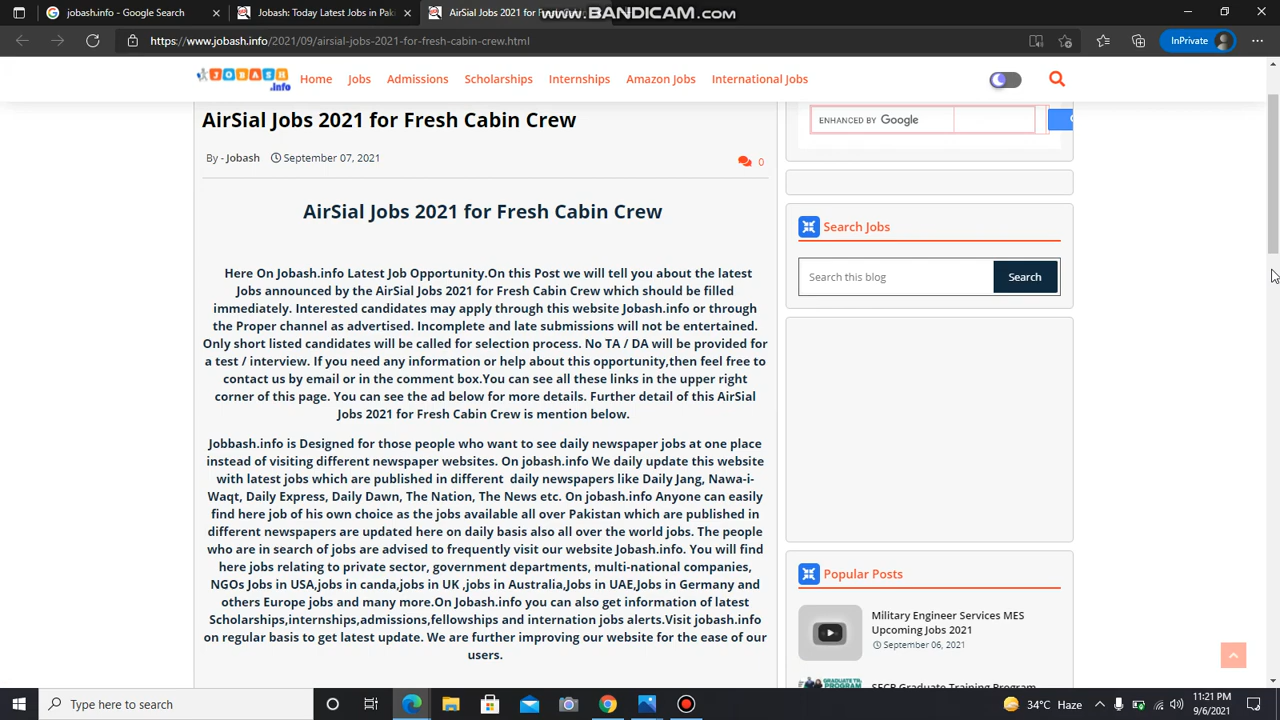 jobash.info - Google Search
Jobash: Today Latest Jobs in Pak
AirSial Jobs 2021 for F
www.BANDICAM.com
https://www.jobash.info/2021/09/airsial-jobs-2021-for-fresh-cabin-crew.html
InPrivate
JOBASH .Info
Home Jobs Admissions Scholarships Internships Amazon Jobs International Jobs
AirSial Jobs 2021 for Fresh Cabin Crew
By - Jobash September 07, 2021
0
AirSial Jobs 2021 for Fresh Cabin Crew
Here On Jobash.info Latest Job Opportunity.On this Post we will tell you about the latest
Jobs announced by the AirSial Jobs 2021 for Fresh Cabin Crew which should be filled
immediately. Interested candidates may apply through this website Jobash.info or through
the Proper channel as advertised. Incomplete and late submissions will not be entertained.
Only short listed candidates will be called for selection process. No TA / DA will be provided for
a test / interview. If you need any information or help about this opportunity,then feel free to
contact us by email or in the comment box.You can see all these links in the upper right
corner of this page. You can see the ad below for more details. Further detail of this AirSial
Jobs 2021 for Fresh Cabin Crew is mention below.
Jobbash.info is Designed for those people who want to see daily newspaper jobs at one place
instead of visiting different newspaper websites. On jobash.info We daily update this website
with latest jobs which are published in different daily newspapers like Daily Jang, Nawa-i-
Waqt, Daily Express, Daily Dawn, The Nation, The News etc. On jobash.info Anyone can easily
find here job of his own choice as the jobs available all over Pakistan which are published in
different newspapers are updated here on daily basis also all over the world jobs. The people
who are in search of jobs are advised to frequently visit our website Jobash.info. You will find
here jobs relating to private sector, government departments, multi-national companies,
NGOs Jobs in USA,jobs in canda,jobs in UK ,jobs in Australia,Jobs in UAE,Jobs in Germany and
others Europe jobs and many more.On Jobash.info you can also get information of latest
Scholarships,internships,admissions,fellowships and internation jobs alerts.Visit jobash.info
on regular basis to get latest update. We are further improving our website for the ease of our
users.
ENHANCED BY Google
Search Jobs
Search this blog
Search
Popular Posts
Military Engineer Services MES
Upcoming Jobs 2021
September 06, 2021
SECP Graduate Training Program
Type here to search
34°C Haze
11:21 PM
9/6/2021